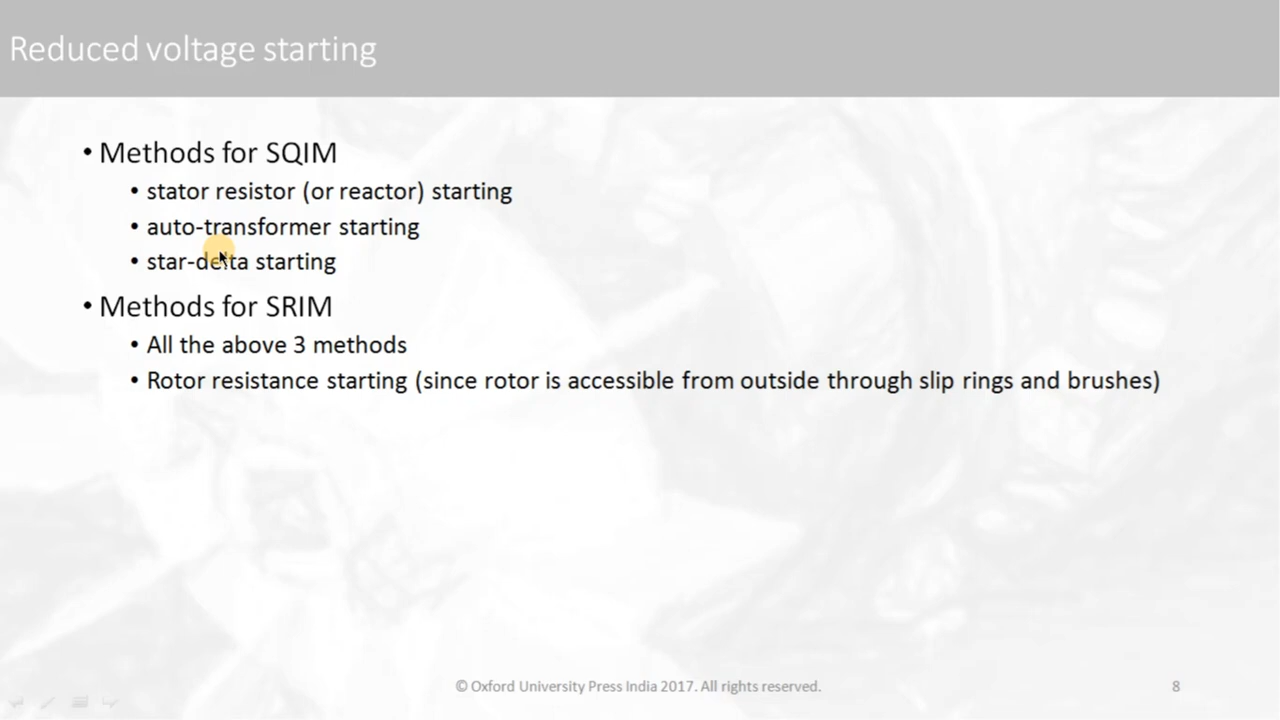 Reduced voltage starting
• Methods for SQIM
• stator resistor (or reactor) starting
• auto-transformer starting
• star-delta starting
• Methods for SRIM
• All the above 3 methods
• Rotor resistance starting (since rotor is accessible from outside through slip rings and brushes)
© Oxford University Press India 2017. All rights reserved.
8